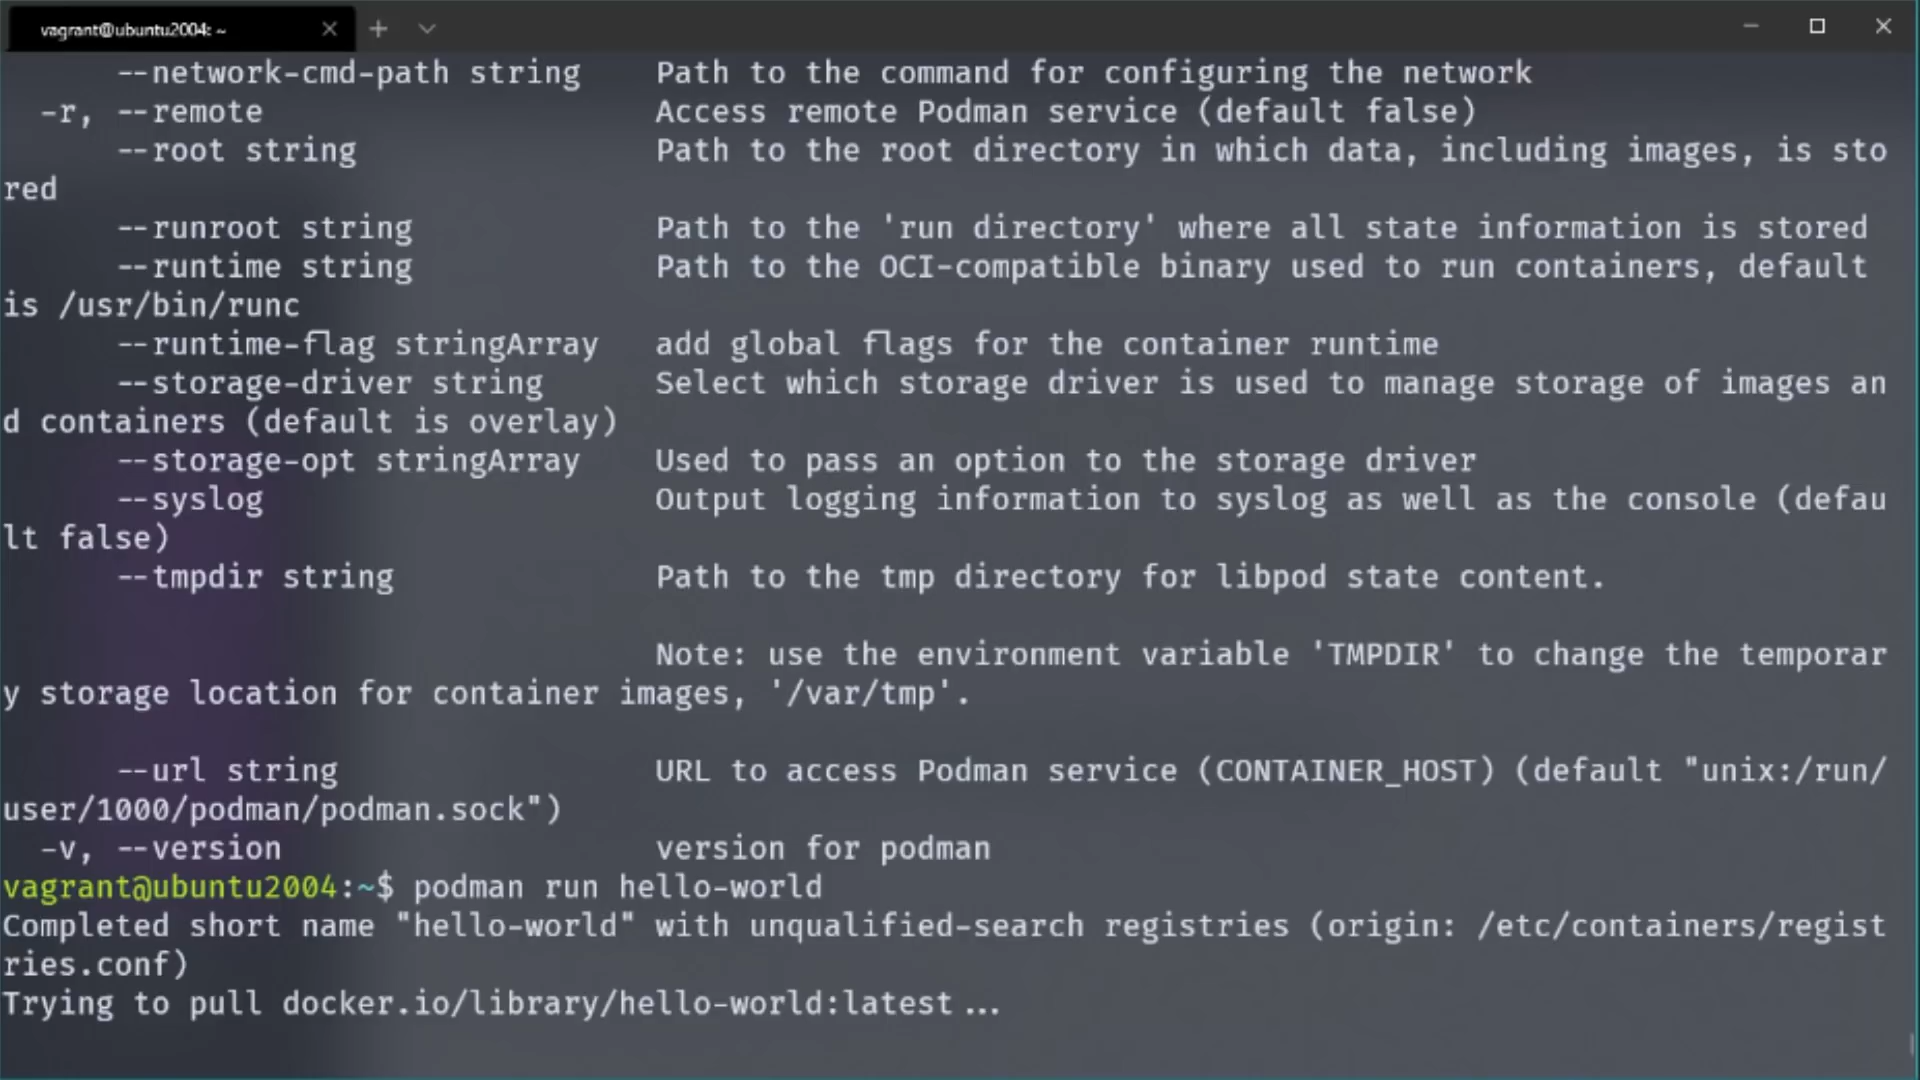 vagrant@ubuntu2004: ~
--network-cmd-path string    Path to the command for configuring the network
-r, --remote    Access remote Podman service (default false)
--root string    Path to the root directory in which data, including images, is sto
red
--runroot string    Path to the 'run directory' where all state information is stored
--runtime string    Path to the OCI-compatible binary used to run containers, default
is /usr/bin/runc
--runtime-flag stringArray    add global flags for the container runtime
--storage-driver string    Select which storage driver is used to manage storage of images an
d containers (default is overlay)
--storage-opt stringArray    Used to pass an option to the storage driver
--syslog    Output logging information to syslog as well as the console (defau
lt false)
--tmpdir string    Path to the tmp directory for libpod state content.
Note: use the environment variable 'TMPDIR' to change the temporar
y storage location for container images, '/var/tmp'.
--url string    URL to access Podman service (CONTAINER_HOST) (default "unix:/run/
user/1000/podman/podman.sock")
-v, --version    version for podman
vagrant@ubuntu2004:~$ podman run hello-world
Completed short name "hello-world" with unqualified-search registries (origin: /etc/containers/regist
ries.conf)
Trying to pull docker.io/library/hello-world:latest...